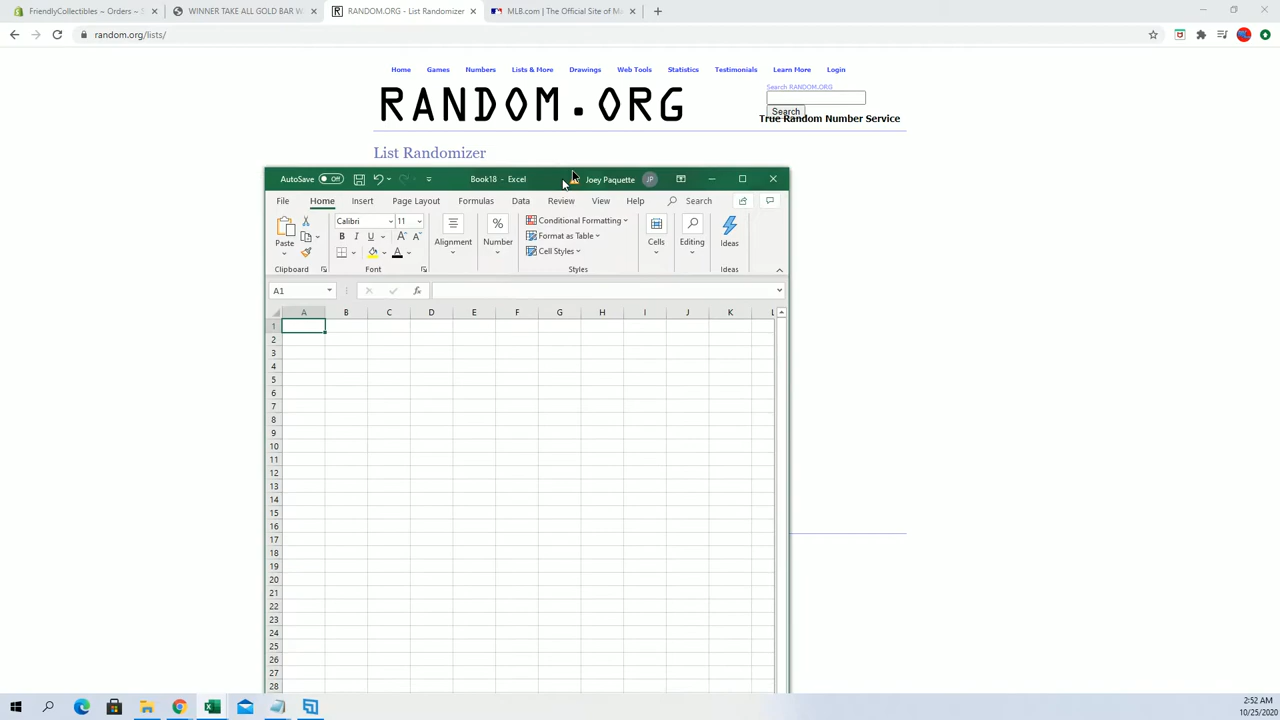 FriendlyCollectibles ~ Orders ~ S
WINNER TAKE ALL GOLD BAR W
RANDOM.ORG - List Randomizer
MLB.com | The Official Site of Ma
random.org/lists/
Home Games Numbers Lists & More Drawings Web Tools Statistics Testimonials Learn More Login
RANDOM.ORG
Search RANDOM.ORG
Search
True Random Number Service
List Randomizer
AutoSave Off Book18 - Excel Joey Paquette JP
File Home Insert Page Layout Formulas Data Review View Help Search
Paste
Clipboard
Calibri 11
B I U
A A
Font
Alignment
%
Number
Conditional Formatting
Format as Table
Cell Styles
Styles
Cells
Editing
Ideas
Ideas
A1 fx
A B C D E F G H I J K L
1
2
3
4
5
6
7
8
9
10
11
12
13
14
15
16
17
18
19
20
21
22
23
24
25
26
27
28
2:52 AM
10/25/2020